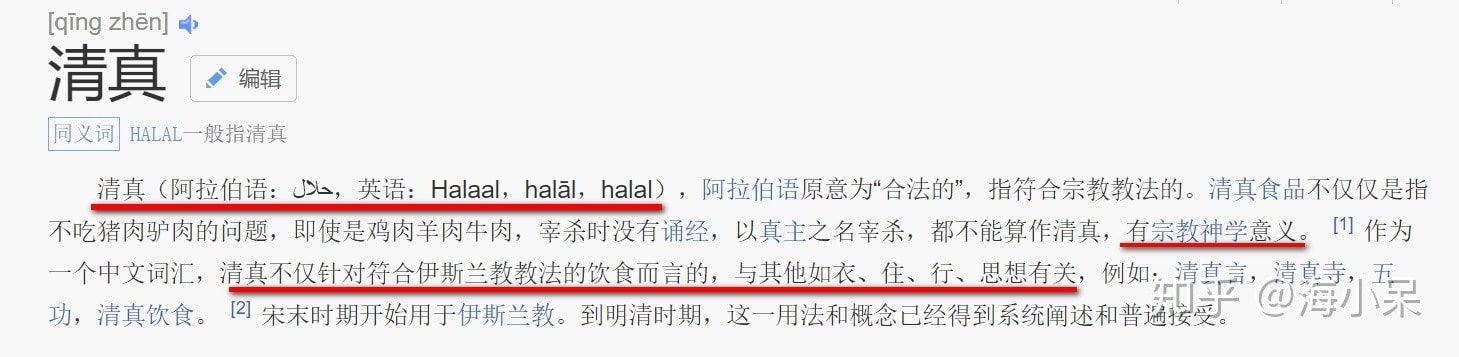 [qīng zhēn]
清真 编辑
同义词 HALAL一般指清真
清真（阿拉伯语：حلال，英语：Halaal，halāl，halal），阿拉伯语原意为“合法的”，指符合宗教教法的。清真食品不仅仅是指
不吃猪肉驴肉的问题，即使是鸡肉羊肉牛肉，宰杀时没有诵经，以真主之名宰杀，都不能算作清真，有宗教神学意义。 [1] 作为
一个中文词汇，清真不仅针对符合伊斯兰教教法的饮食而言的，与其他如衣、住、行、思想有关，例如：清真言，清真寺，五
功，清真饮食。 [2] 宋末时期开始用于伊斯兰教。到明清时期，这一用法和概念已经得到系统阐述和普遍接受。
知乎 @海小呆